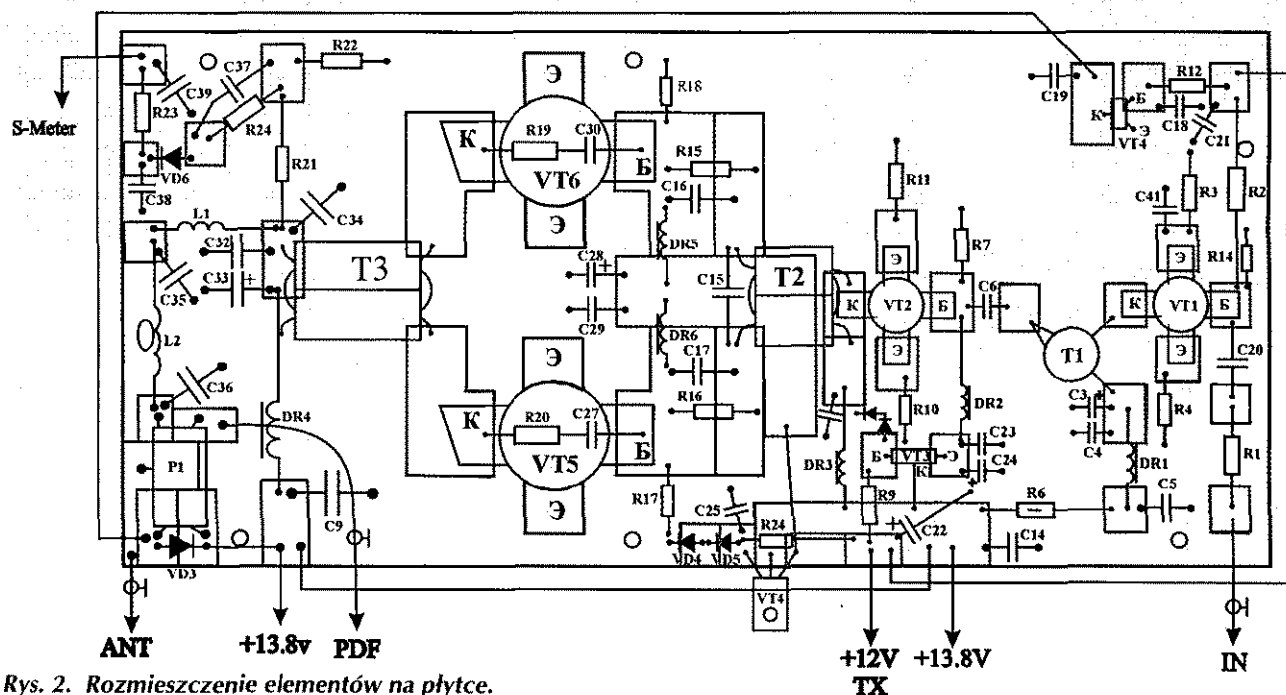 R22
C37
C39
R23
R24
S-Meter
VD6
C38
R21
L1
C34
C32
C33
+
C35
L2
C36
DR4
P1
C9
VD3
T3
Э
К
R19
C30
Б
VT6
Э
R18
R15
C16
DR5
C28
+
C29
C15
DR6
C17
R16
Э
К
R20
C27
Б
VT5
Э
R17
C25
VD4
VD5
R24
VT4
T2
R11
Э
К
VT2
Б
Э
R7
C6
R10
DR2
DR3
Б
VT3
Э
К
C23
C24
+
R9
+
C22
R6
C14
C19
К
Б
Э
VT4
R12
C18
C21
C41
R3
R2
R14
Э
К
VT1
Б
Э
T1
C20
C3
+
C4
R4
DR1
C5
R1
ANT
+13.8v
PDF
+12V
TX
+13.8V
IN
Rys. 2. Rozmieszczenie elementów na płytce.